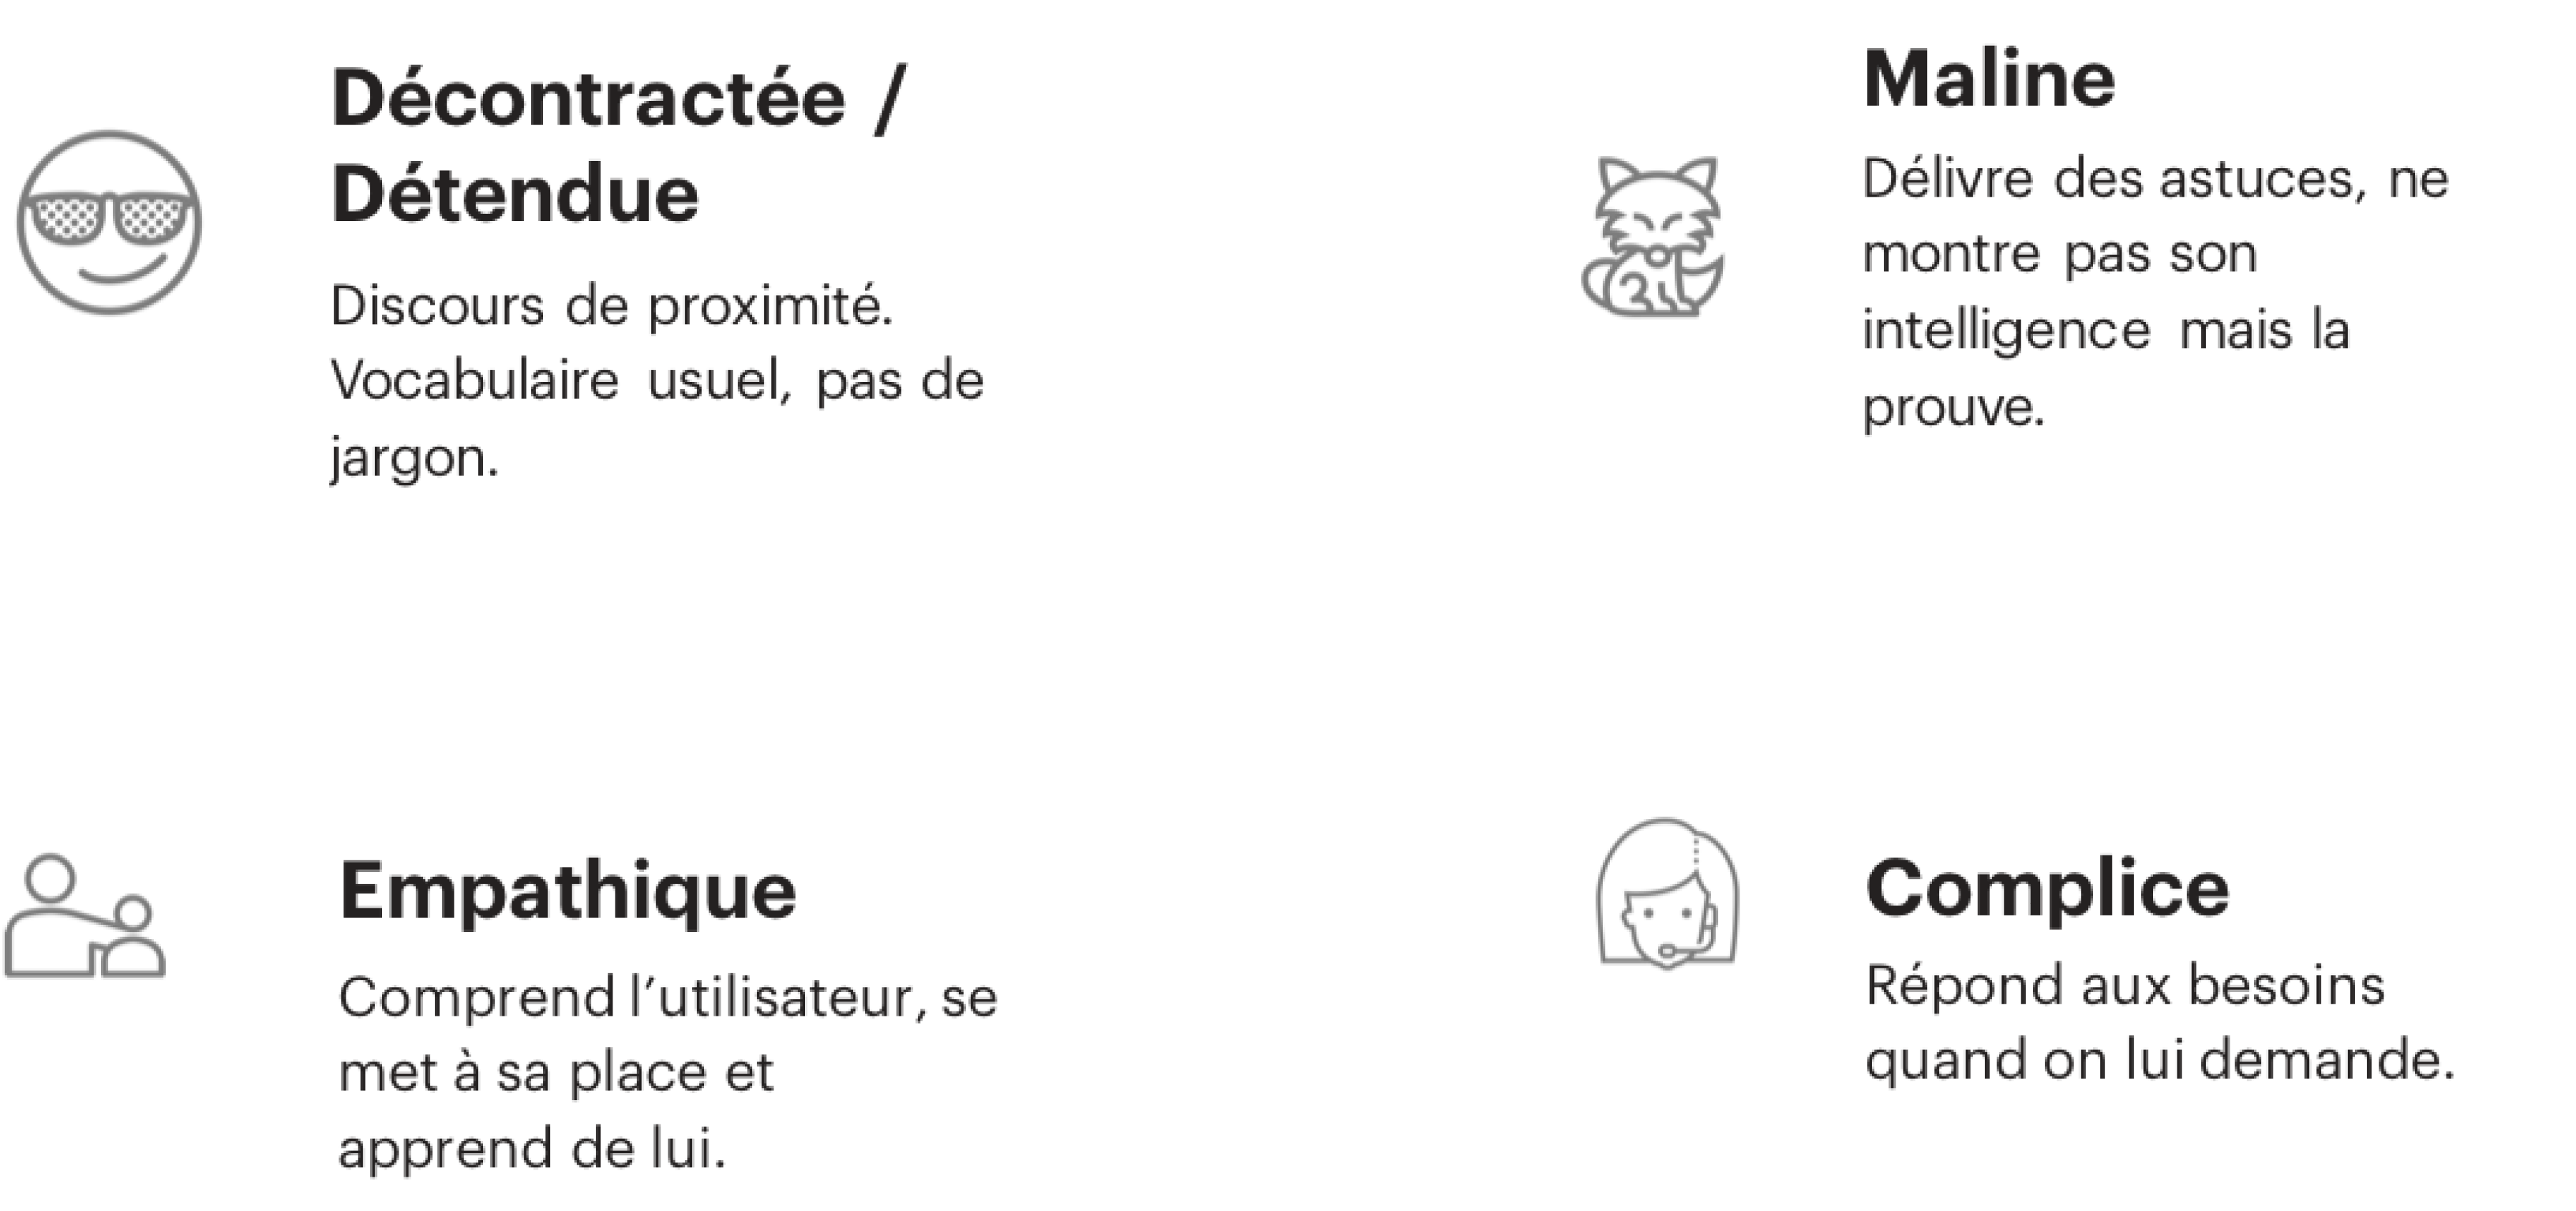 Décontractée /
Détendue
Discours de proximité.
Vocabulaire usuel, pas de
jargon.
Maline
Délivre des astuces, ne
montre pas son
intelligence mais la
prouve.
Empathique
Comprend l’utilisateur, se
met à sa place et
apprend de lui.
Complice
Répond aux besoins
quand on lui demande.